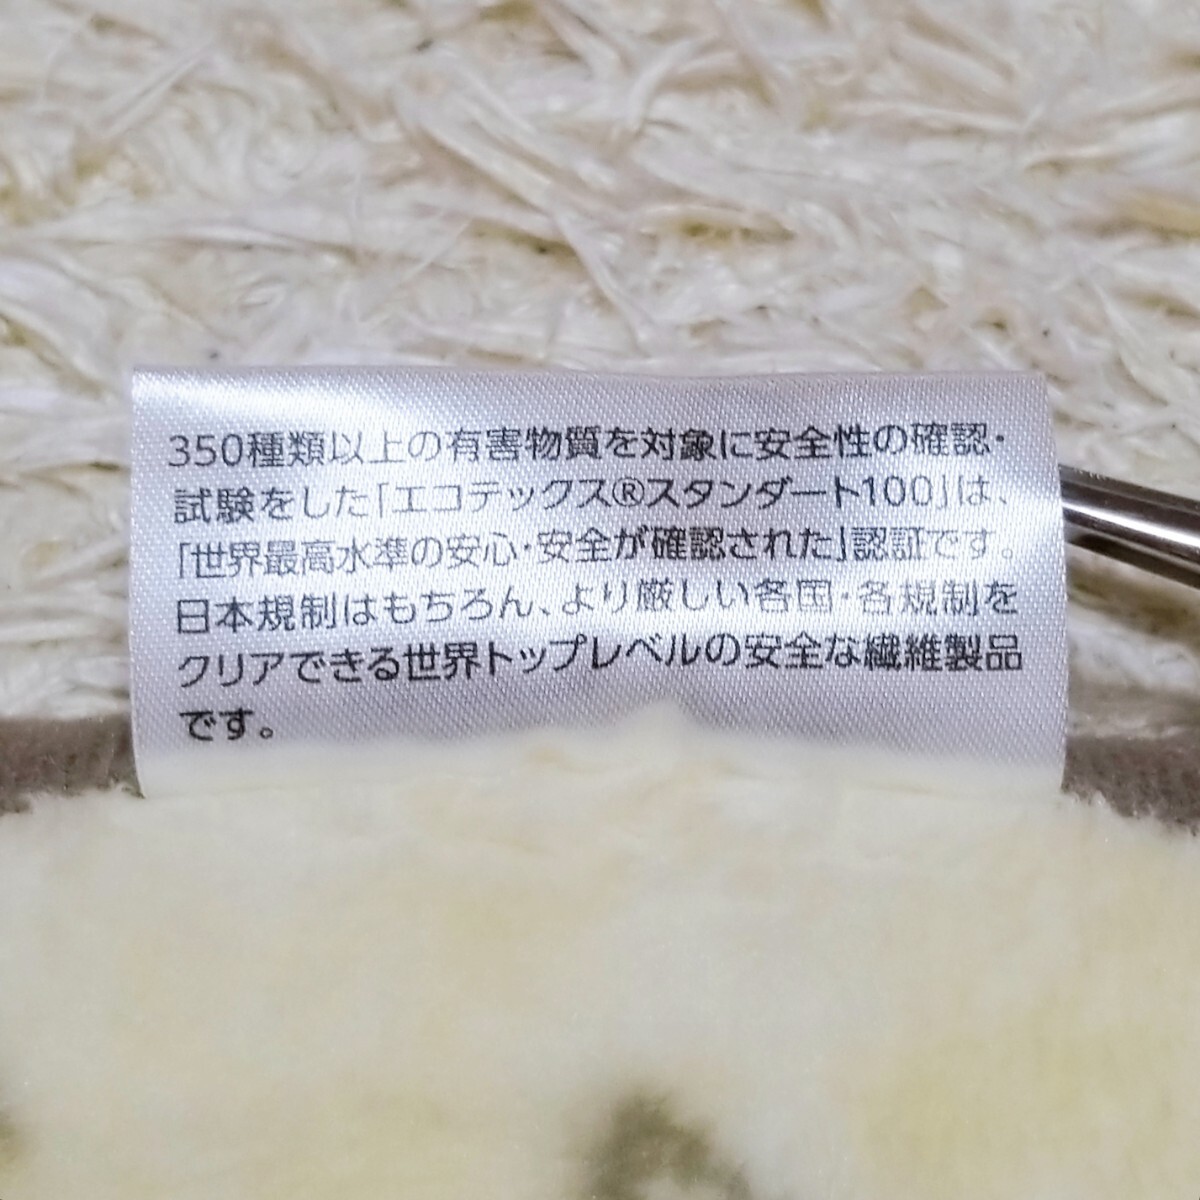 350種類以上の有害物質を対象に安全性の確認・
試験をした「エコテックス®スタンダート100」は、
「世界最高水準の安心・安全が確認された」認証です。
日本規制はもちろん、より厳しい各国・各規制を
クリアできる世界トップレベルの安全な繊維製品
です。